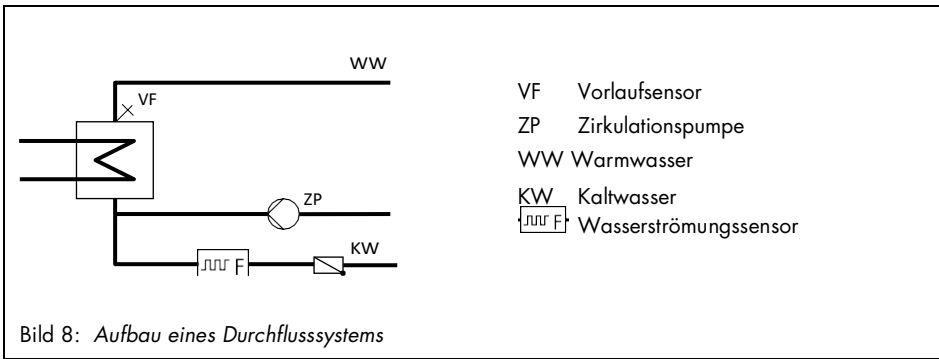 WW
VF
ZP
KW
F
VF Vorlaufsensor
ZP Zirkulationspumpe
WW Warmwasser
KW Kaltwasser
F Wasserströmungssensor
Bild 8: Aufbau eines Durchflusssystems